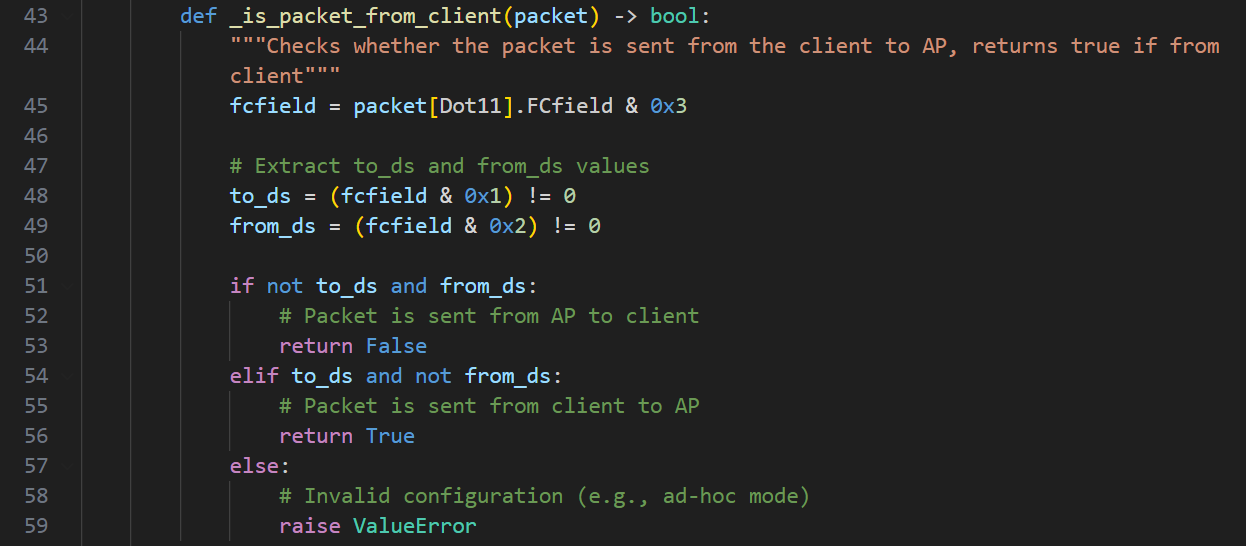 43 def _is_packet_from_client(packet) -> bool:
44 """Checks whether the packet is sent from the client to AP, returns true if from
client"""
45 fcfield = packet[Dot11].FCfield & 0x3
46
47 # Extract to_ds and from_ds values
48 to_ds = (fcfield & 0x1) != 0
49 from_ds = (fcfield & 0x2) != 0
50
51 if not to_ds and from_ds:
52 # Packet is sent from AP to client
53 return False
54 elif to_ds and not from_ds:
55 # Packet is sent from client to AP
56 return True
57 else:
58 # Invalid configuration (e.g., ad-hoc mode)
59 raise ValueError